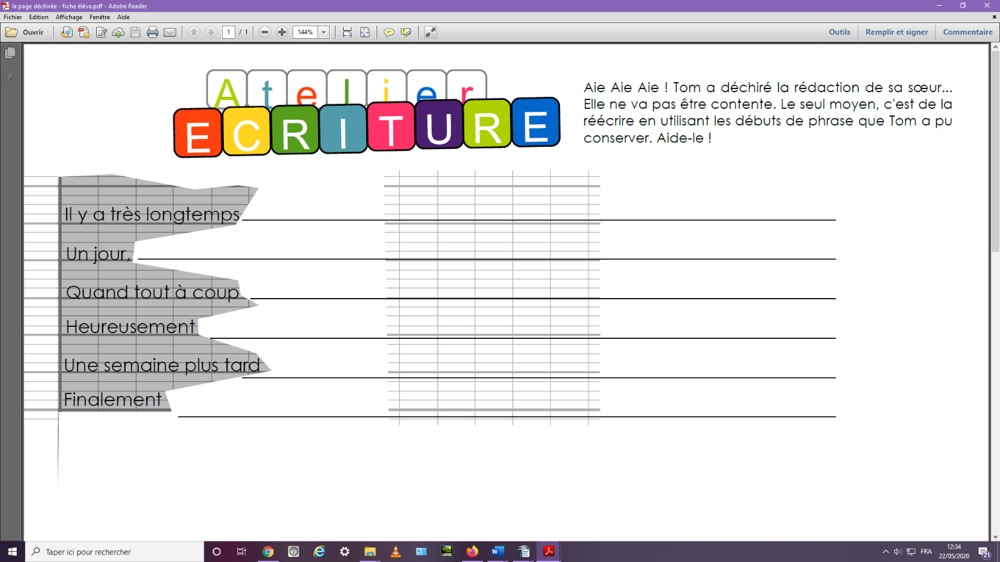 la page déchirée - fiche élève.pdf - Adobe Reader
Fichier Edition Affichage Fenêtre Aide
Ouvrir 1 / 1 144% Outils Remplir et signer Commentaire
Atelier
ECRITURE
Aie Aie Aie ! Tom a déchiré la rédaction de sa sœur...
Elle ne va pas être contente. Le seul moyen, c'est de la
réécrire en utilisant les débuts de phrase que Tom a pu
conserver. Aide-le !
Il y a très longtemps
Un jour,
Quand tout à coup
Heureusement
Une semaine plus tard
Finalement
Taper ici pour rechercher
FRA
12:34
22/05/2020
21